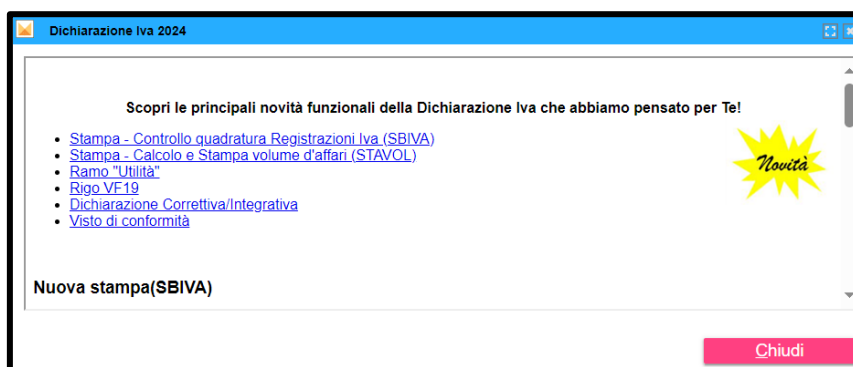 Dichiarazione Iva 2024
Scopri le principali novità funzionali della Dichiarazione Iva che abbiamo pensato per Te!
Stampa - Controllo quadratura Registrazioni Iva (SBIVA)
Stampa - Calcolo e Stampa volume d'affari (STAVOL)
Ramo "Utilità"
Rigo VF19
Dichiarazione Correttiva/Integrativa
Visto di conformità
Novità
Nuova stampa(SBIVA)
Chiudi